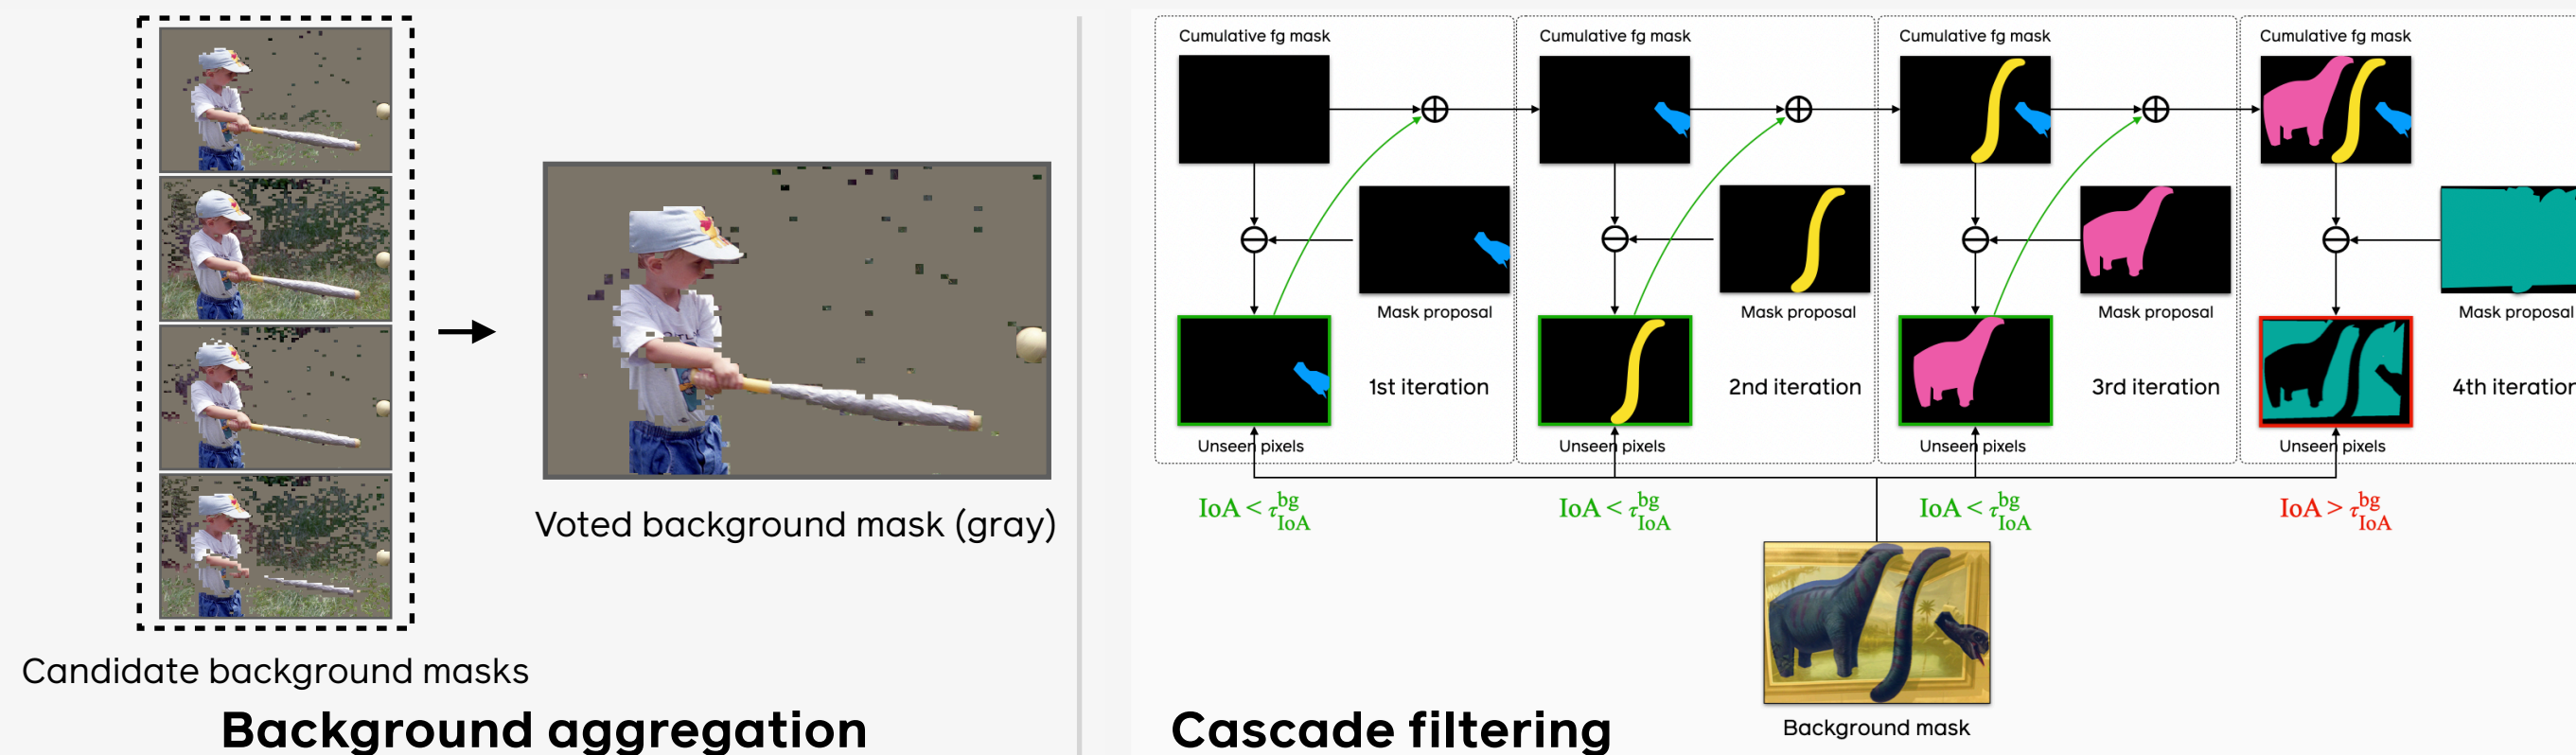 Candidate background masks
Voted background mask (gray)
Background aggregation
Cumulative fg mask
Mask proposal
1st iteration
Unseen pixels
IoA < τ^bg_IoA
Cumulative fg mask
Mask proposal
2nd iteration
Unseen pixels
IoA < τ^bg_IoA
Cumulative fg mask
Mask proposal
3rd iteration
Unseen pixels
IoA < τ^bg_IoA
Cumulative fg mask
Mask proposal
4th iteration
Unseen pixels
IoA > τ^bg_IoA
Background mask
Cascade filtering